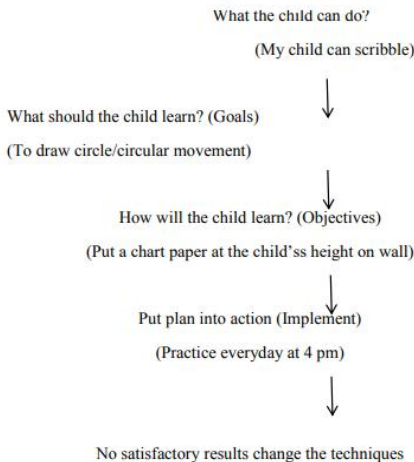 What the child can do?
(My child can scribble)
What should the child learn? (Goals)
(To draw circle/circular movement)
How will the child learn? (Objectives)
(Put a chart paper at the child'ss height on wall)
Put plan into action (Implement)
(Practice everyday at 4 pm)
No satisfactory results change the techniques